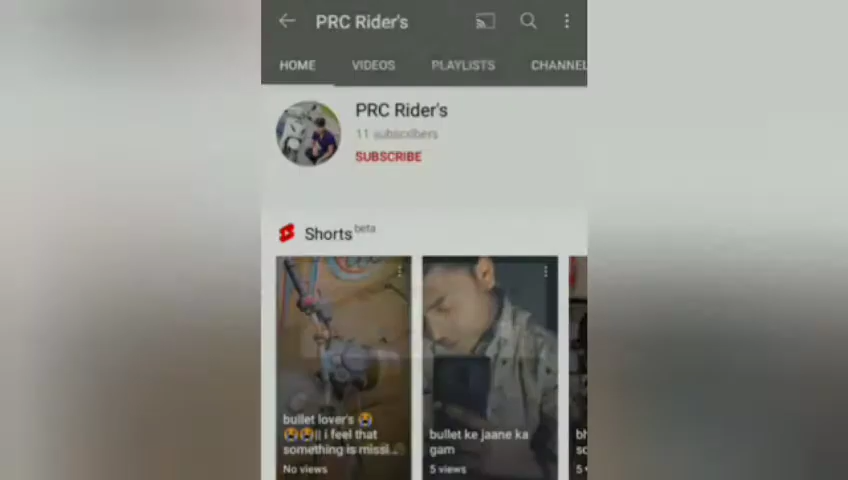 PRC Rider's
HOME VIDEOS PLAYLISTS CHANNEL
PRC Rider's
11 subscribers
SUBSCRIBE
Shorts beta
bullet lover's 😭
😭😭|| i feel that
something is missi...
No views
bullet ke jaane ka
gam
5 views